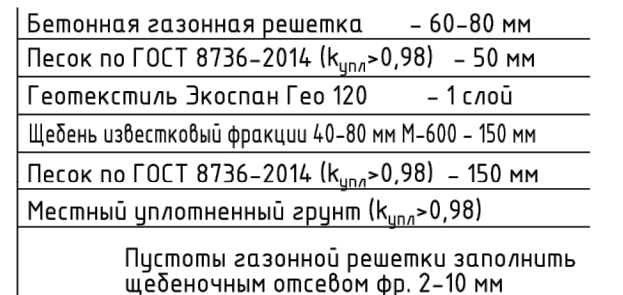 Бетонная газонная решетка – 60–80 мм
Песок по ГОСТ 8736–2014 (kупл>0,98) – 50 мм
Геотекстиль Экоспан Гео 120 – 1 слой
Щебень известковый фракции 40–80 мм М–600 – 150 мм
Песок по ГОСТ 8736–2014 (kупл>0,98) – 150 мм
Местный уплотненный грунт (kупл>0,98)
Пустоты газонной решетки заполнить
щебеночным отсевом фр. 2–10 мм